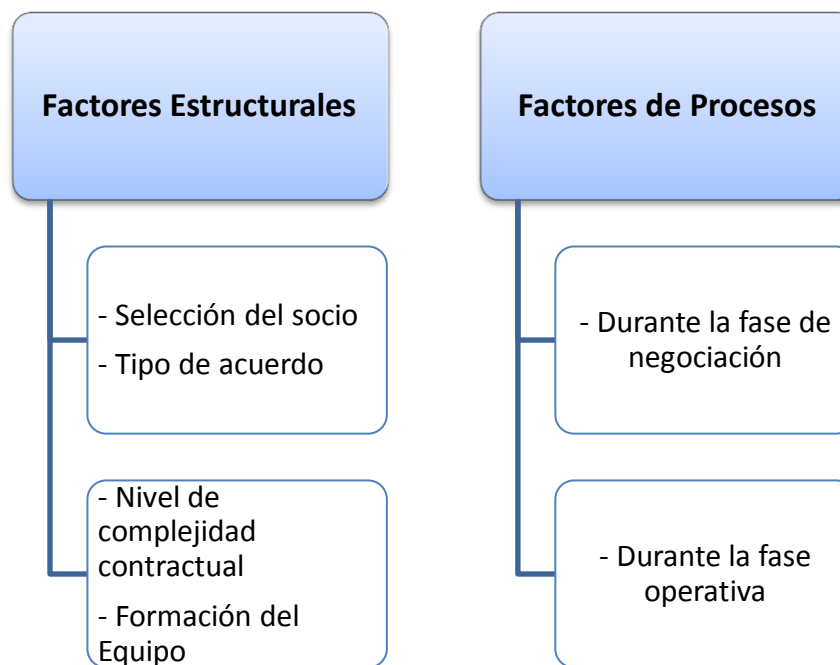 Factores Estructurales
- Selección del socio
- Tipo de acuerdo
- Nivel de
complejidad
contractual
- Formación del
Equipo
Factores de Procesos
- Durante la fase de
negociación
- Durante la fase
operativa